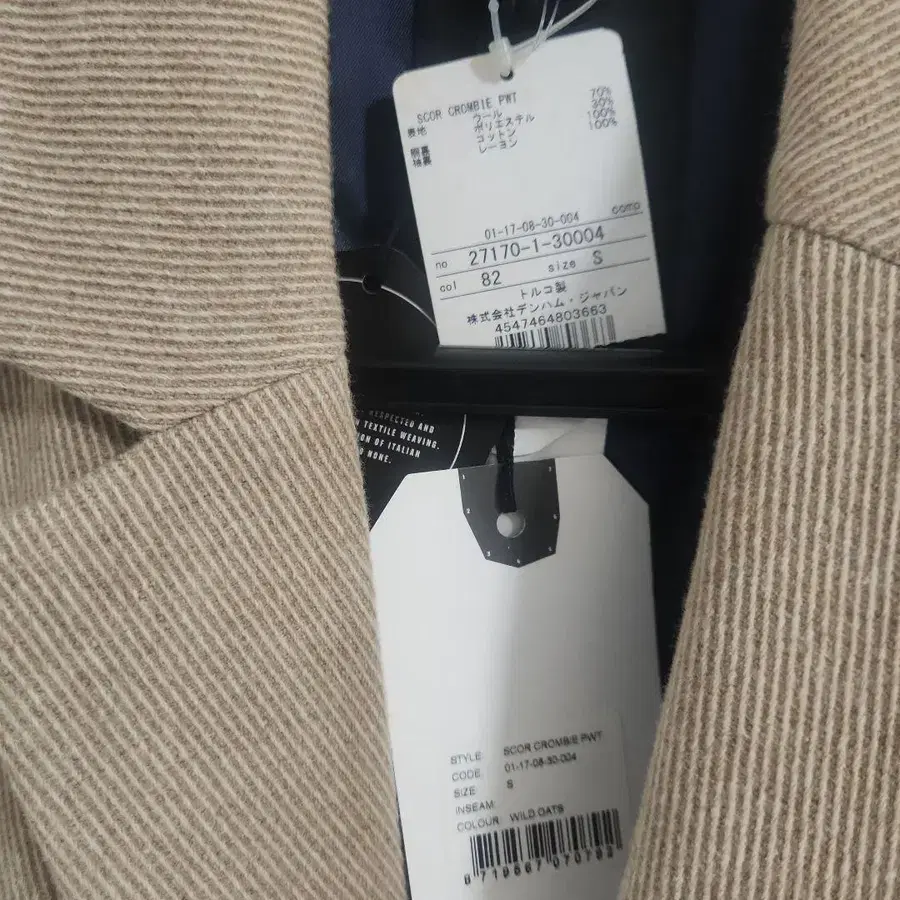 SCOR CROMBIE PWT
表地 ウール 70%
ポリエステル 30%
胴裏 コットン 100%
袖裏 レーヨン 100%
01-17-08-30-004 comp
no 27170-1-30004
col 82 size S
トルコ製
株式会社デンハム・ジャパン
4547464803663
RESPECTED AND
TEXTILE WEAVING.
OF ITALIAN
NONE.
STYLE: SCOR CROMBIE PWT
CODE: 01-17-08-30-004
SIZE: S
INSEAM:
COLOUR: WILD OATS